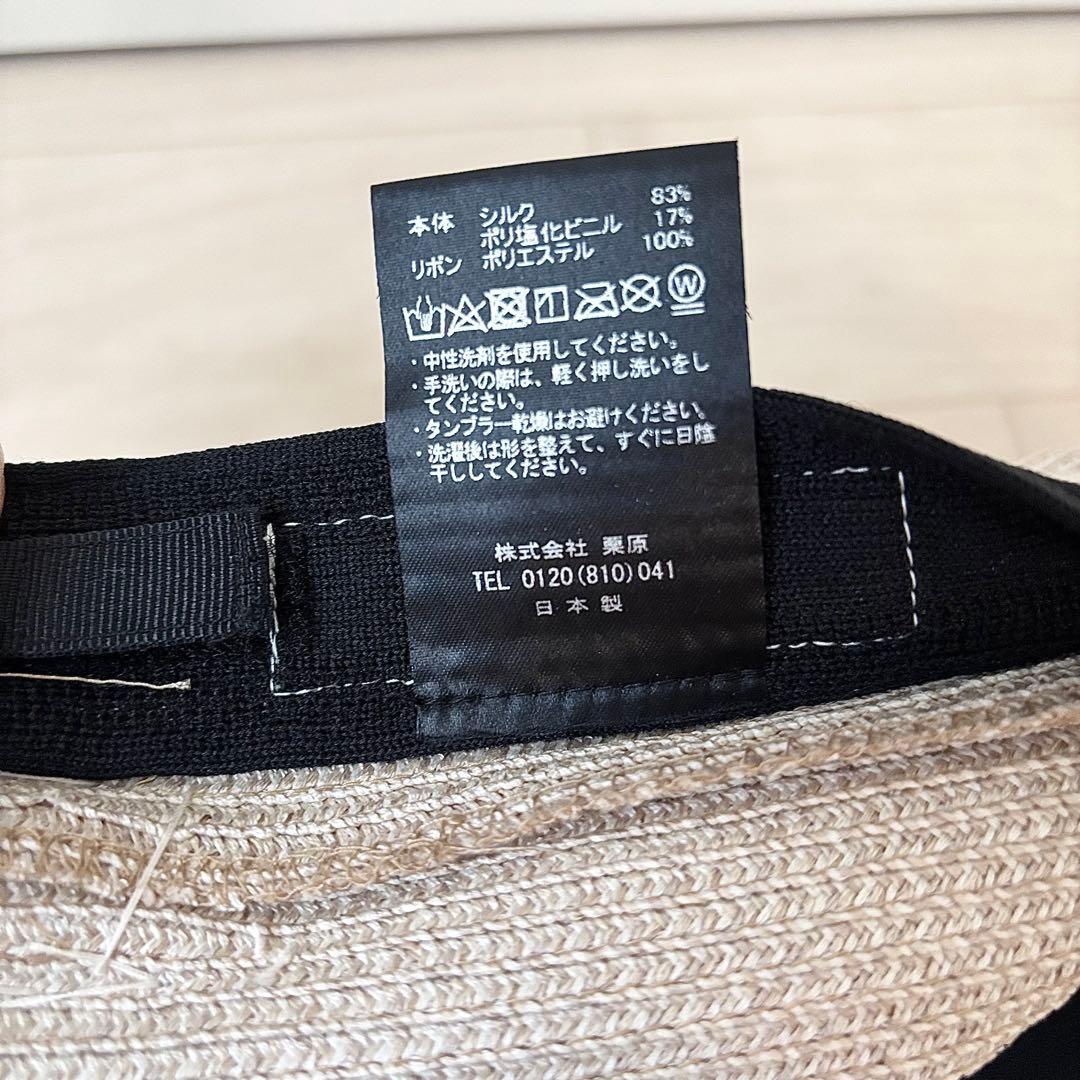 本体 シルク 83%
ポリ塩化ビニル 17%
リボン ポリエステル 100%
W
・中性洗剤を使用してください。
・手洗いの際は、軽く押し洗いをし
てください。
・タンブラー乾燥はお避けください。
・洗濯後は形を整えて、すぐに日陰
干ししてください。
株式会社 栗原
TEL 0120(810)041
日本製